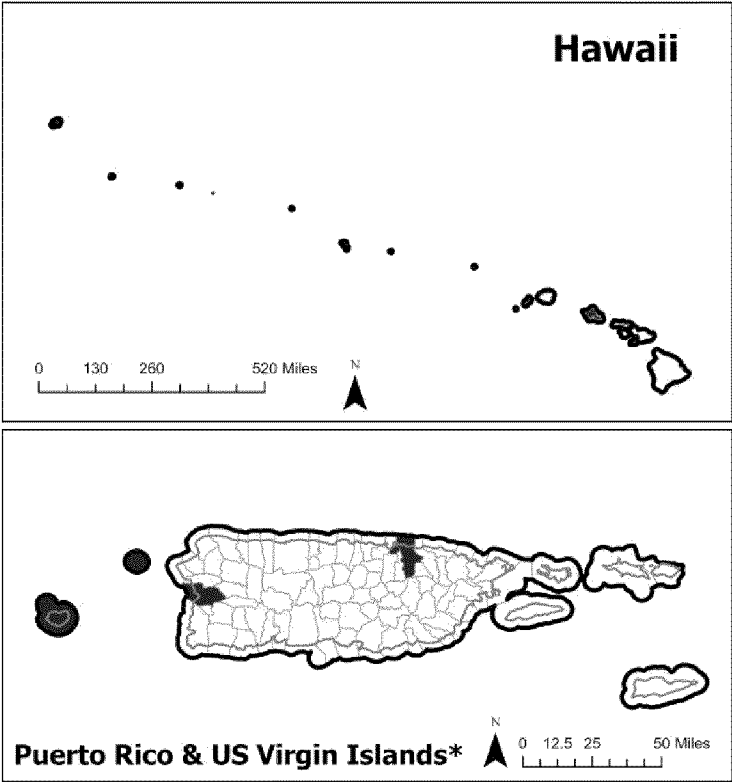 Hawaii
0 130 260 520 Miles
N
N
0 12.5 25 50 Miles
Puerto Rico & US Virgin Islands*